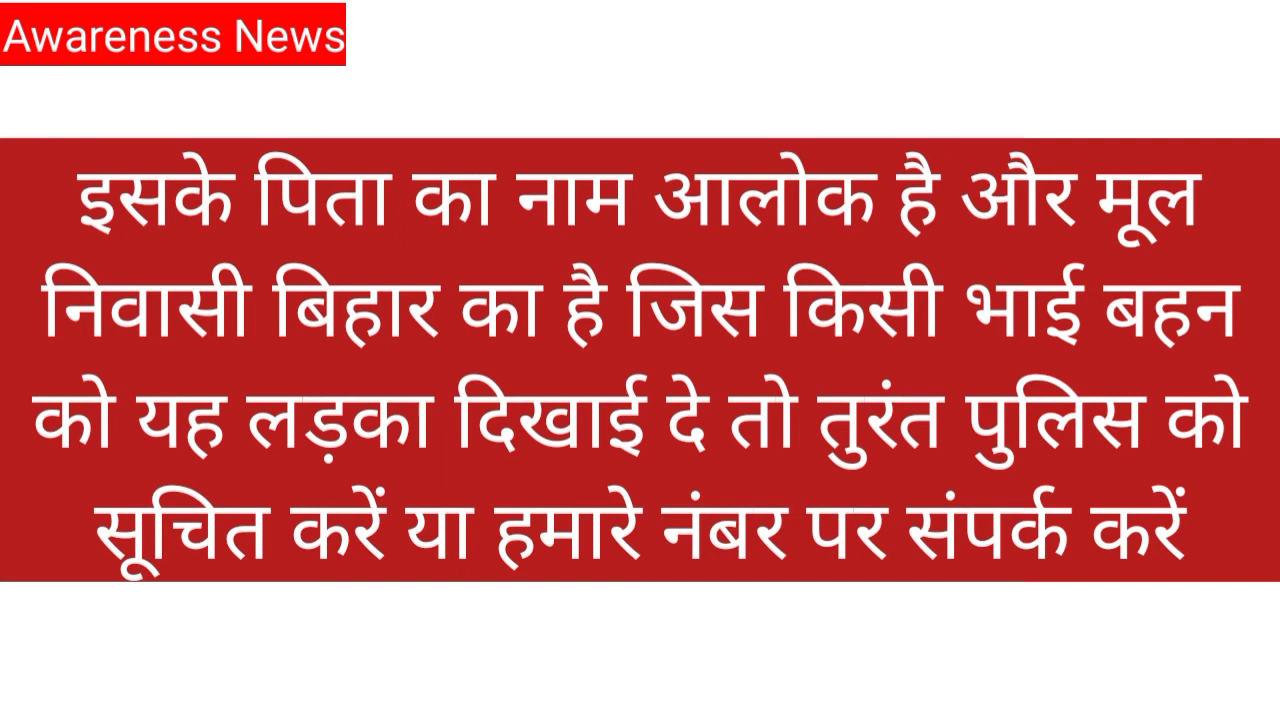 Awareness News
इसके पिता का नाम आलोक है और मूल
निवासी बिहार का है जिस किसी भाई बहन
को यह लड़का दिखाई दे तो तुरंत पुलिस को
सूचित करें या हमारे नंबर पर संपर्क करें